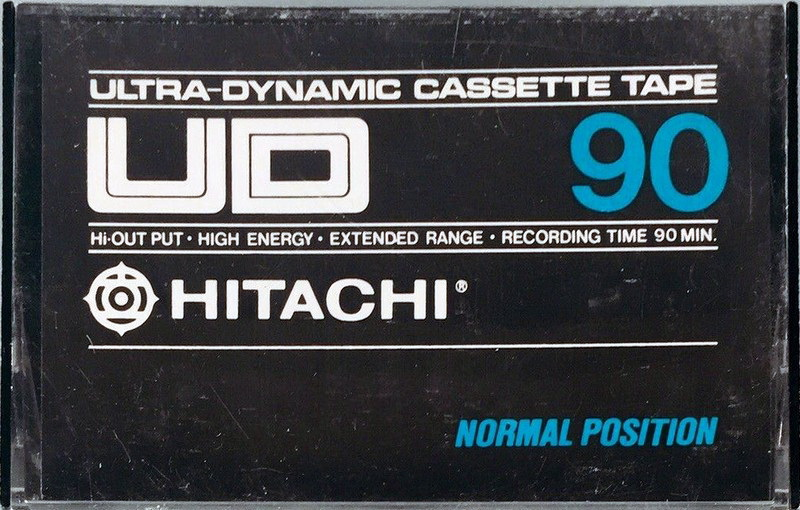 ULTRA-DYNAMIC CASSETTE TAPE
UD 90
Hi-OUT PUT • HIGH ENERGY • EXTENDED RANGE • RECORDING TIME 90 MIN.
HITACHI®
NORMAL POSITION